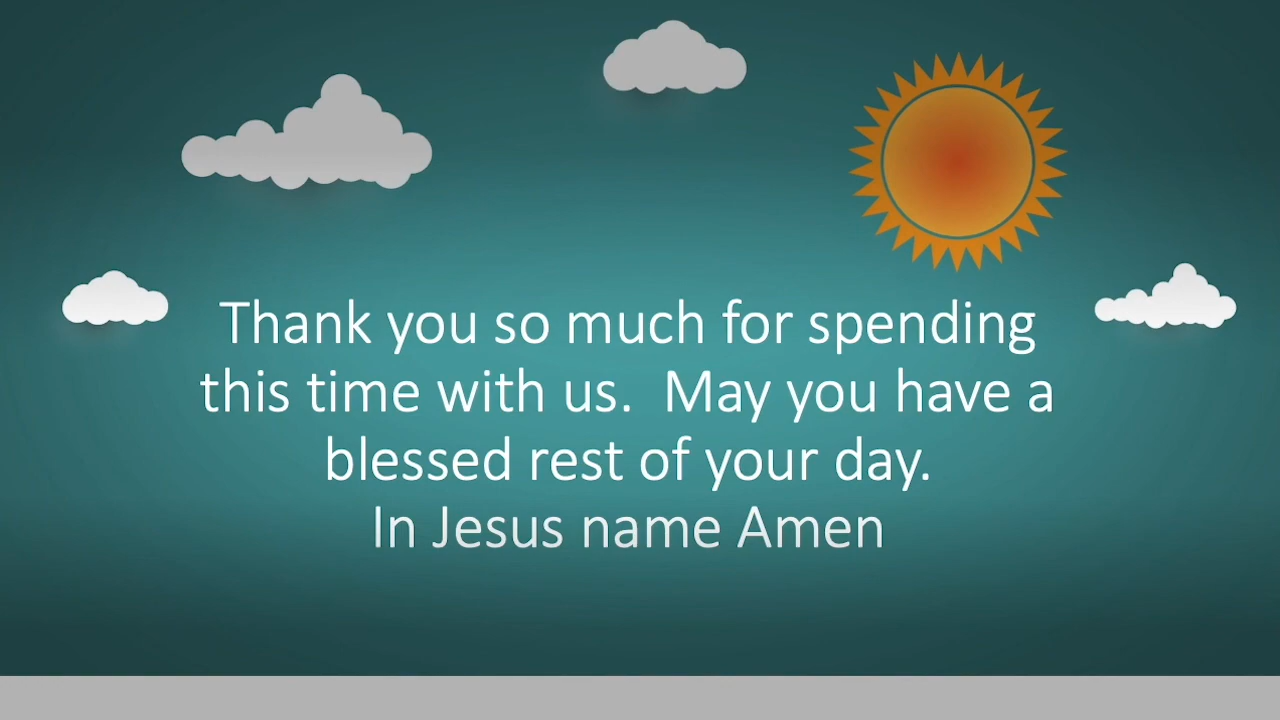 Thank you so much for spending
this time with us.  May you have a
blessed rest of your day.
In Jesus name Amen